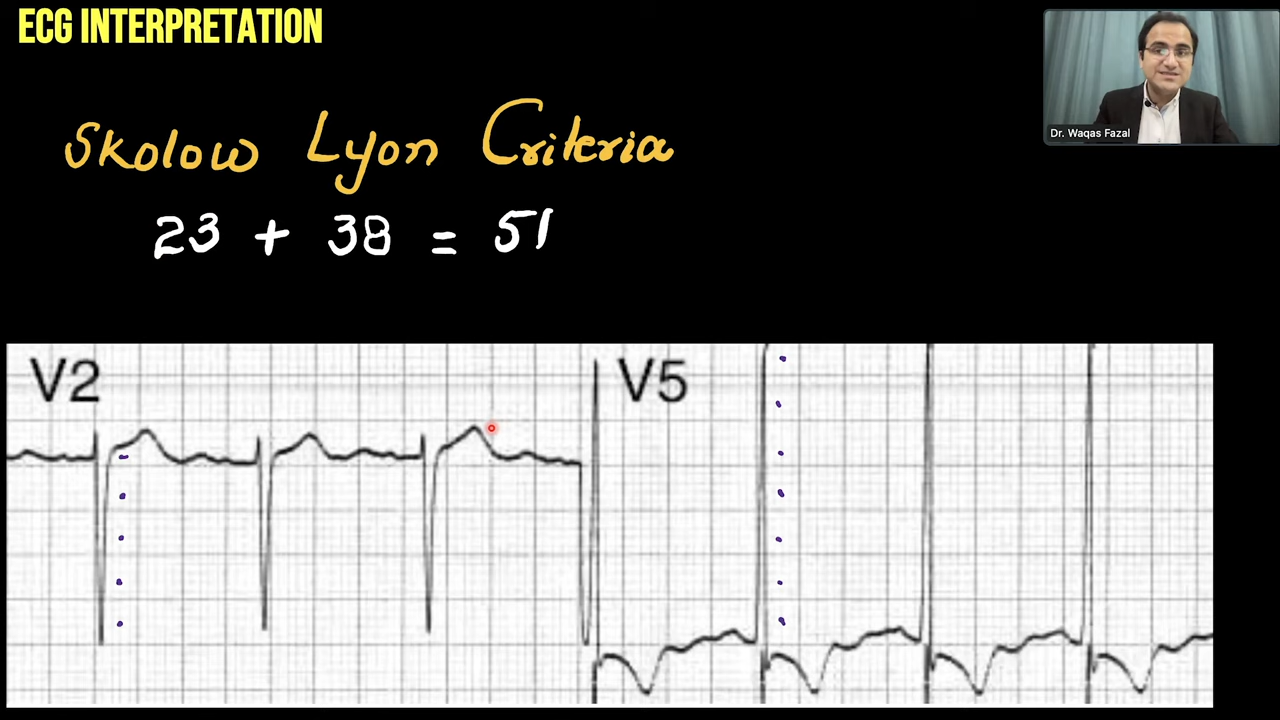 ECG INTERPRETATION
Skolow Lyon Criteria
23 + 38 = 51
Dr. Waqas Fazal
V2
V5